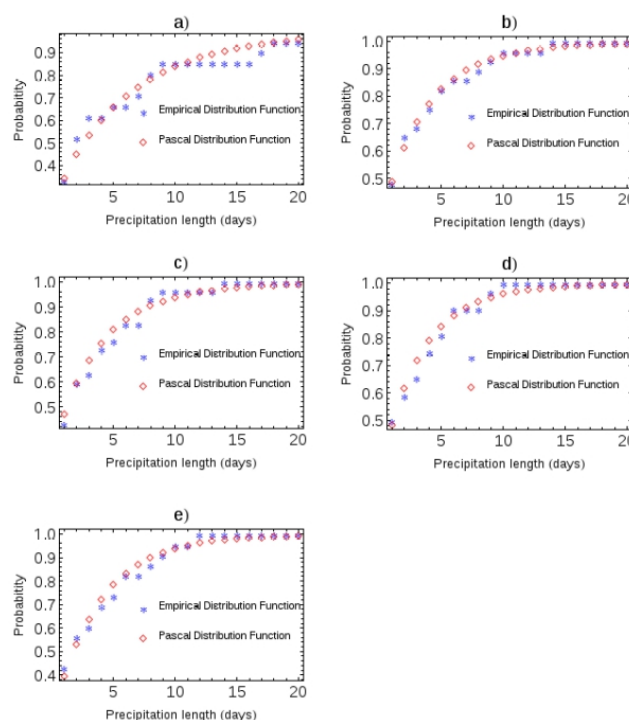 a)
0.9
0.8
0.7
0.6
0.5
0.4
Probability
Empirical Distribution Function
Pascal Distribution Function
5 10 15 20
Precipitation length (days)
b)
1.0
0.9
0.8
0.7
0.6
0.5
Probability
Empirical Distribution Function
Pascal Distribution Function
5 10 15 20
Precipitation length (days)
c)
1.0
0.9
0.8
0.7
0.6
0.5
Probability
Empirical Distribution Function
Pascal Distribution Function
5 10 15 20
Precipitation length (days)
d)
1.0
0.9
0.8
0.7
0.6
0.5
Probability
Empirical Distribution Function
Pascal Distribution Function
5 10 15 20
Precipitation length (days)
e)
1.0
0.9
0.8
0.7
0.6
0.5
0.4
Probability
Empirical Distribution Function
Pascal Distribution Function
5 10 15 20
Precipitation length (days)